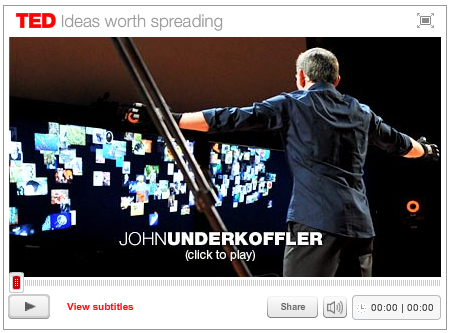 TED Ideas worth spreading
JOHNUNDERKOFFLER
(click to play)
View subtitles
Share
00:00 | 00:00